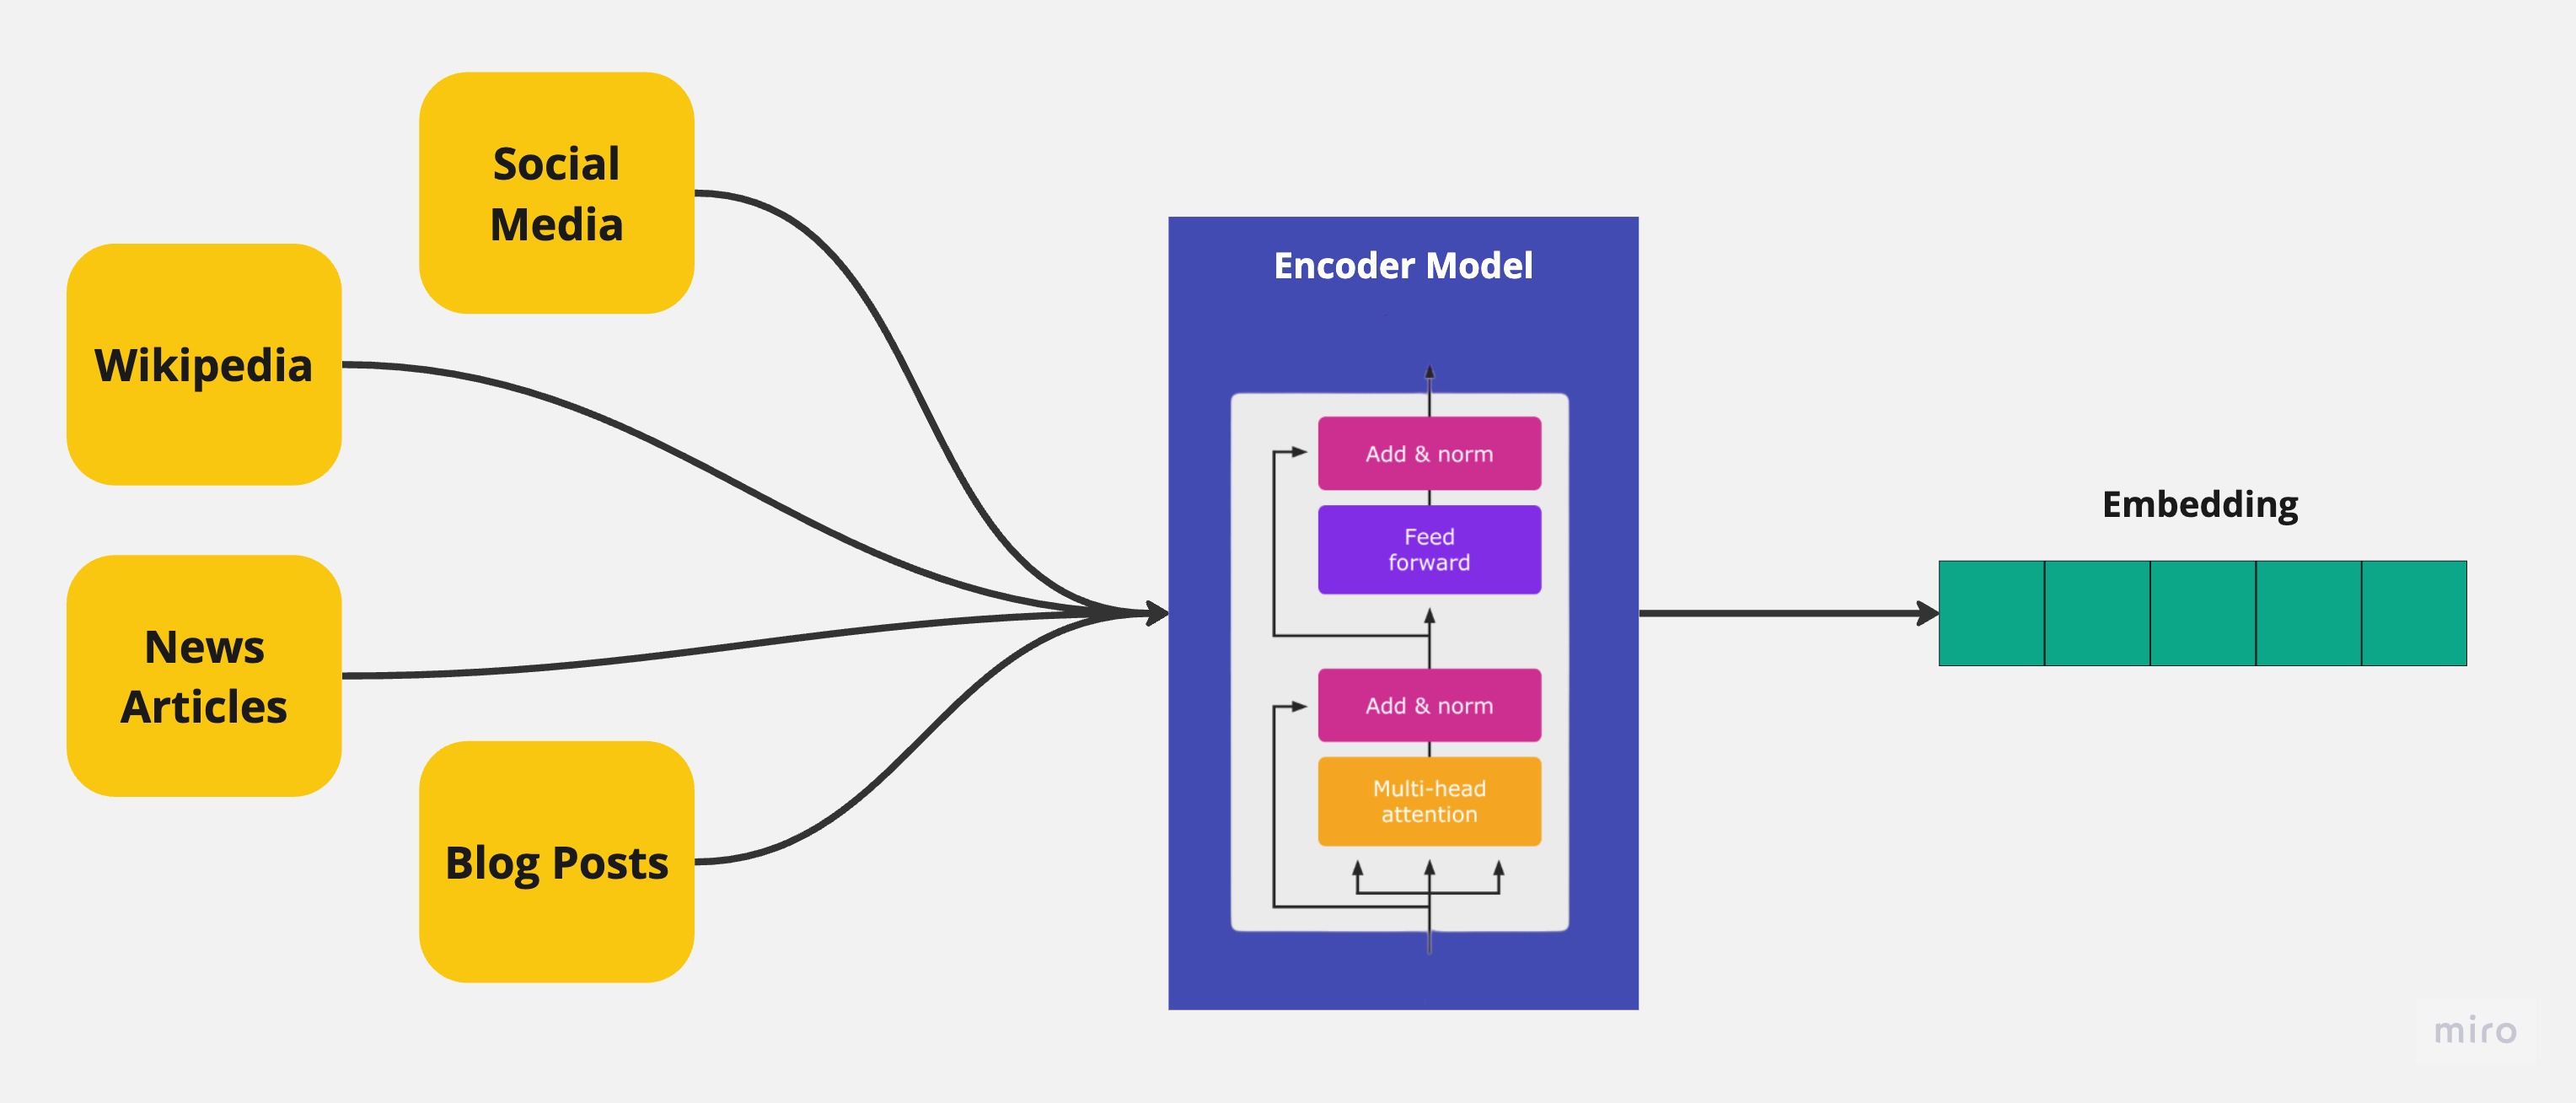 Social
Media
Wikipedia
News
Articles
Blog Posts
Encoder Model
Add & norm
Feed
forward
Add & norm
Multi-head
attention
Embedding
miro